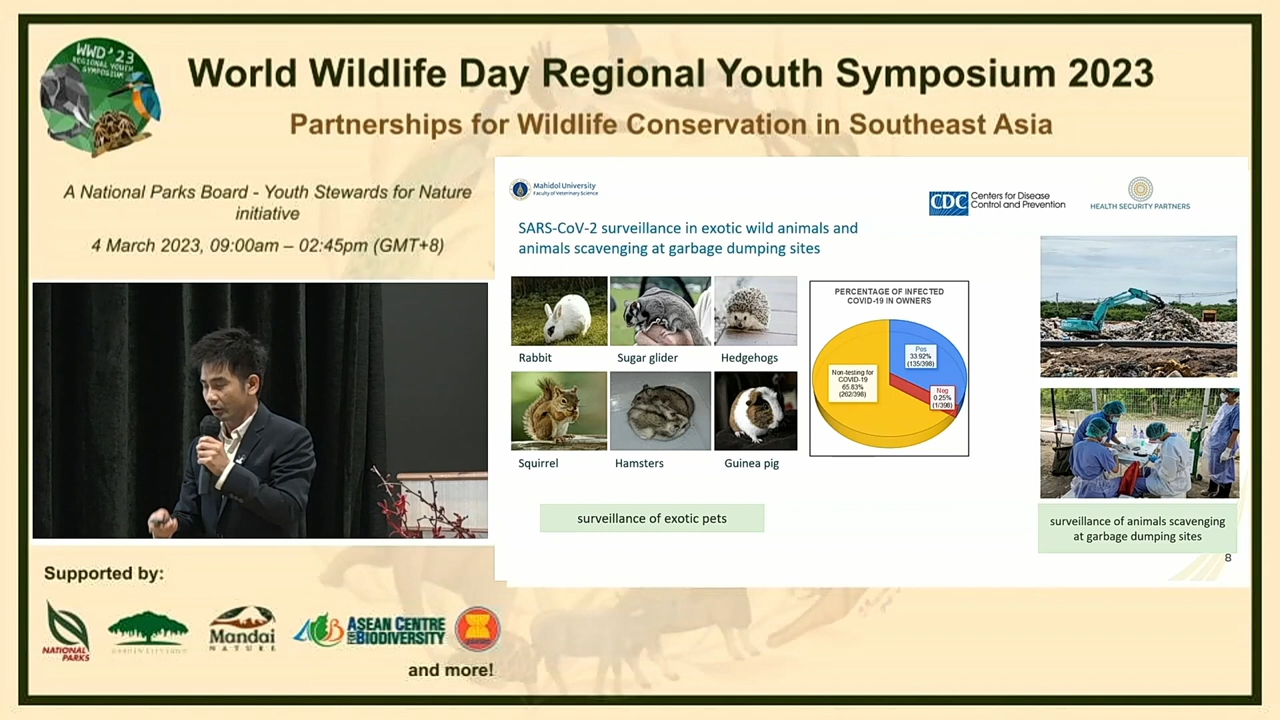 WWD '23
REGIONAL YOUTH
SYMPOSIUM
World Wildlife Day Regional Youth Symposium 2023
Partnerships for Wildlife Conservation in Southeast Asia
A National Parks Board - Youth Stewards for Nature
initiative
4 March 2023, 09:00am – 02:45pm (GMT+8)
Mahidol University
Faculty of Veterinary Science
CDC
Centers for Disease
Control and Prevention
HEALTH SECURITY PARTNERS
SARS-CoV-2 surveillance in exotic wild animals and
animals scavenging at garbage dumping sites
Rabbit
Sugar glider
Hedgehogs
Squirrel
Hamsters
Guinea pig
PERCENTAGE OF INFECTED
COVID-19 IN OWNERS
Pos
33.92%
(135/398)
Neg
0.25%
(1/398)
Non-testing for
COVID-19
65.83%
(262/398)
surveillance of exotic pets
surveillance of animals scavenging
at garbage dumping sites
8
Supported by:
NATIONAL
PARKS
GARDEN CITY FUND
Mandai
NATURE
ASEAN CENTRE
FOR BIODIVERSITY
and more!